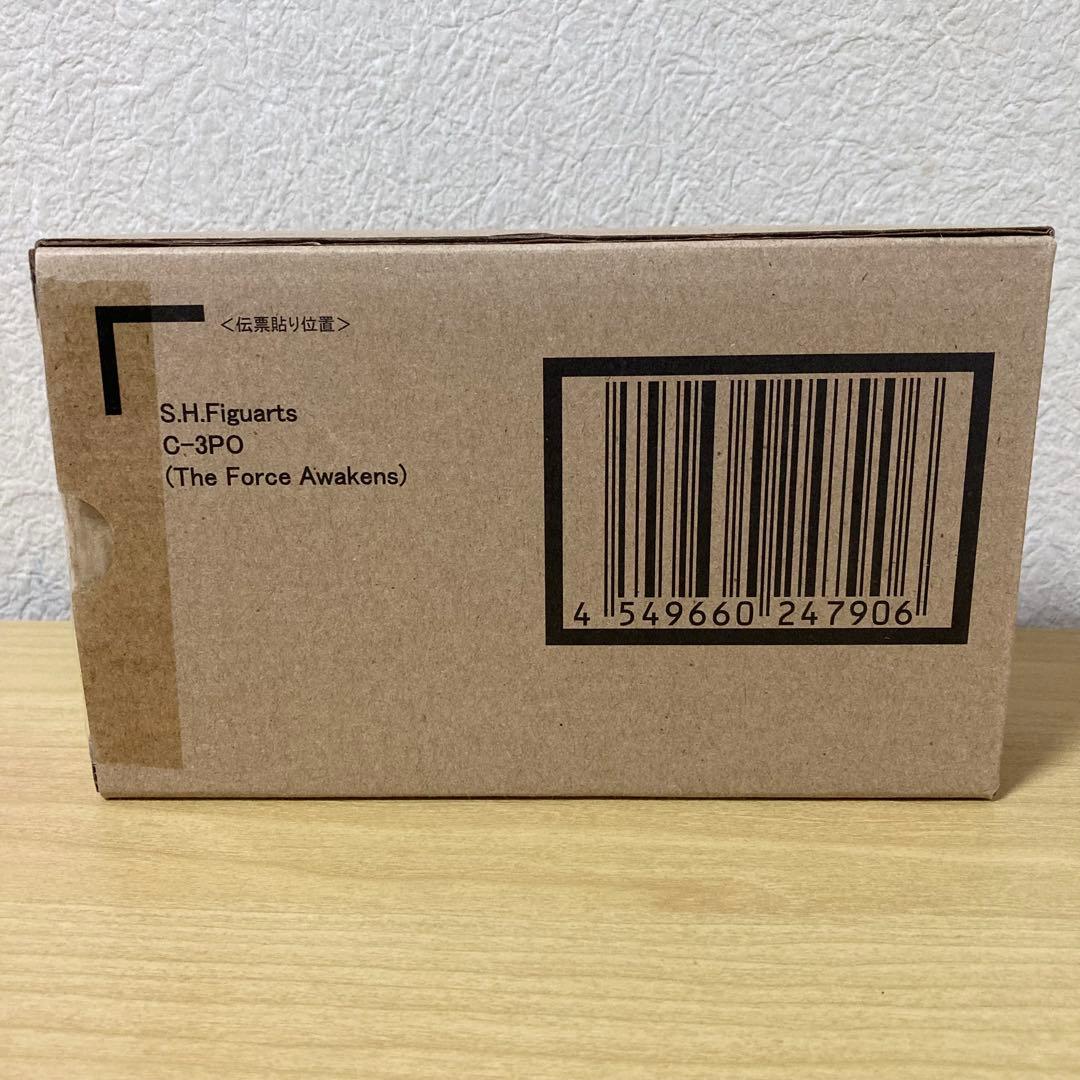 ＜伝票貼り位置＞
S.H.Figuarts
C-3PO
(The Force Awakens)
4 549660 247906